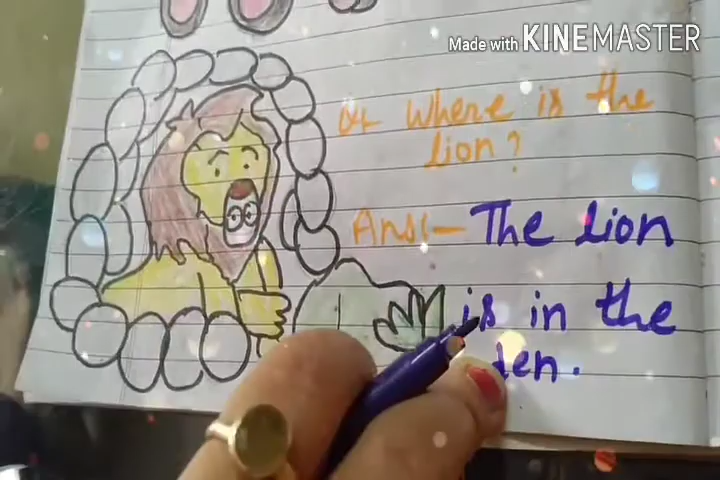 Made with KINEMASTER
Q+ Where is the
lion?
Ans:- The lion
is in the
den.